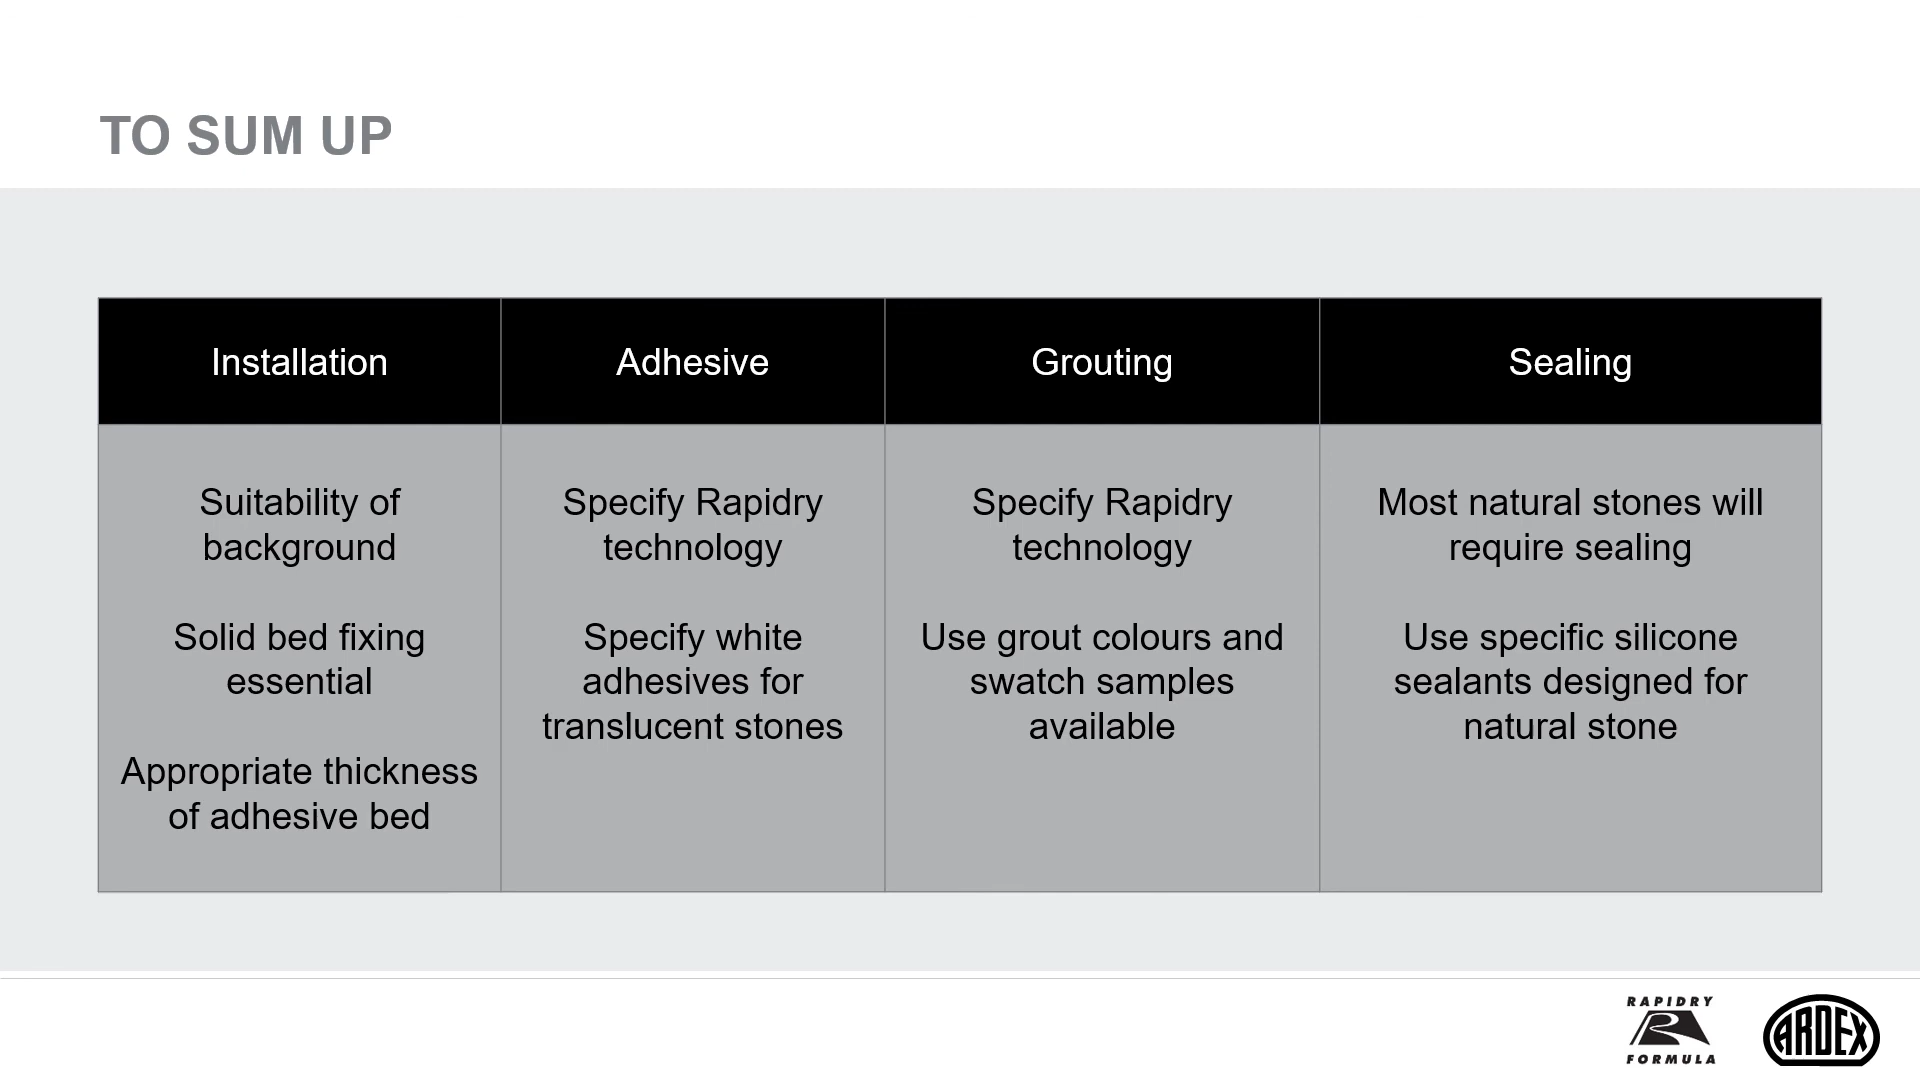 TO SUM UP
Installation
Adhesive
Grouting
Sealing
Suitability of
background
Solid bed fixing
essential
Appropriate thickness
of adhesive bed
Specify Rapidry
technology
Specify white
adhesives for
translucent stones
Specify Rapidry
technology
Use grout colours and
swatch samples
available
Most natural stones will
require sealing
Use specific silicone
sealants designed for
natural stone
RAPIDRY
R
FORMULA
ARDEX